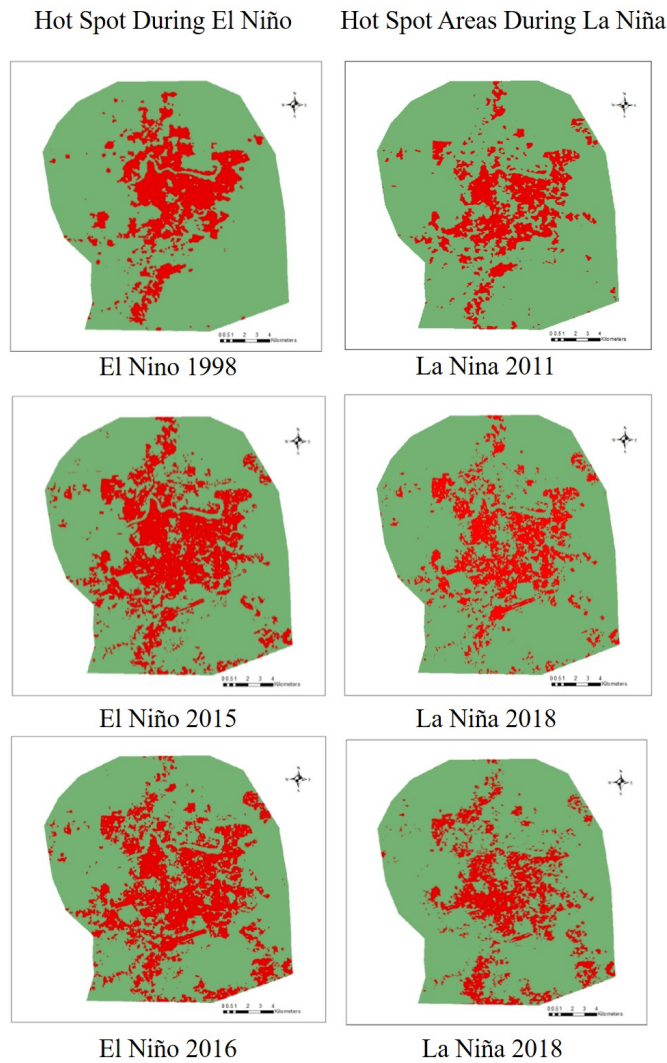 Hot Spot During El Niño
Hot Spot Areas During La Niña
El Nino 1998
La Nina 2011
El Niño 2015
La Niña 2018
El Niño 2016
La Niña 2018